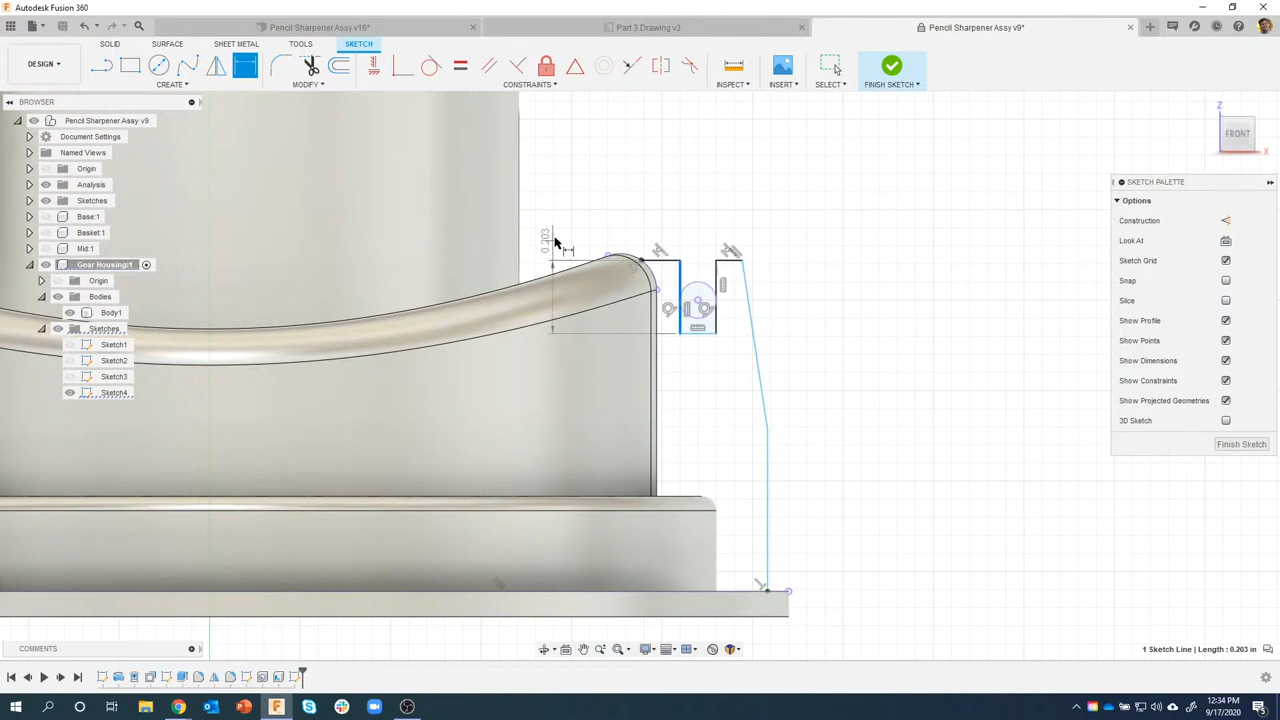 Autodesk Fusion 360
Pencil Sharpener Assy v16*
Part 3 Drawing v3
Pencil Sharpener Assy v9*
SOLID
SURFACE
SHEET METAL
TOOLS
SKETCH
DESIGN
CREATE
MODIFY
CONSTRAINTS
INSPECT
INSERT
SELECT
FINISH SKETCH
BROWSER
Pencil Sharpener Assy v9
Document Settings
Named Views
Origin
Analysis
Sketches
Base:1
Basket:1
Mid:1
Gear Housing:1
Origin
Bodies
Body1
Sketches
Sketch1
Sketch2
Sketch3
Sketch4
0.203
Z
FRONT
X
SKETCH PALETTE
Options
Construction
Look At
Sketch Grid
Snap
Slice
Show Profile
Show Points
Show Dimensions
Show Constraints
Show Projected Geometries
3D Sketch
Finish Sketch
COMMENTS
1 Sketch Line | Length : 0.203 in
12:34 PM
9/17/2020